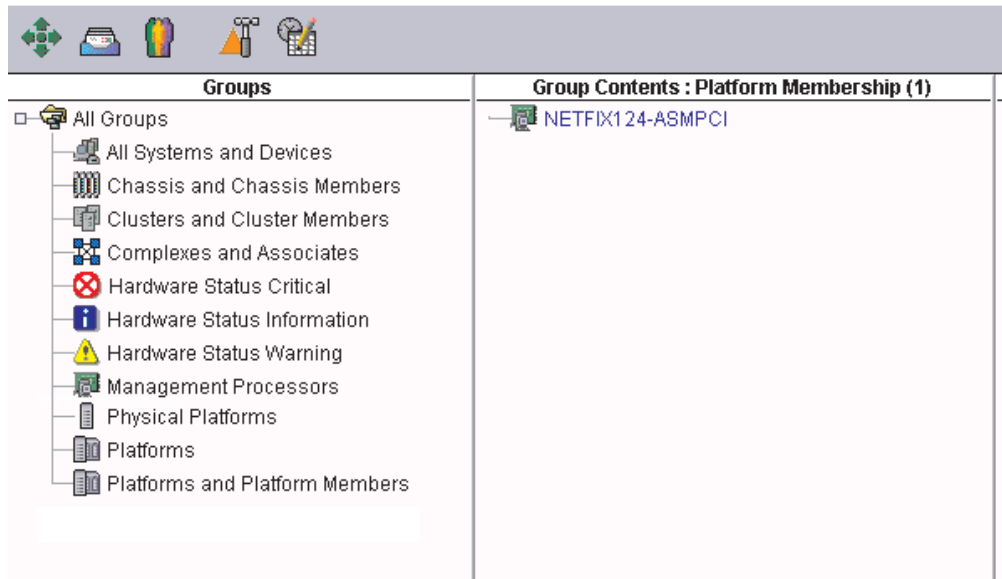 Groups
All Groups
All Systems and Devices
Chassis and Chassis Members
Clusters and Cluster Members
Complexes and Associates
Hardware Status Critical
Hardware Status Information
Hardware Status Warning
Management Processors
Physical Platforms
Platforms
Platforms and Platform Members
Group Contents : Platform Membership (1)
NETFIX124-ASMPCI